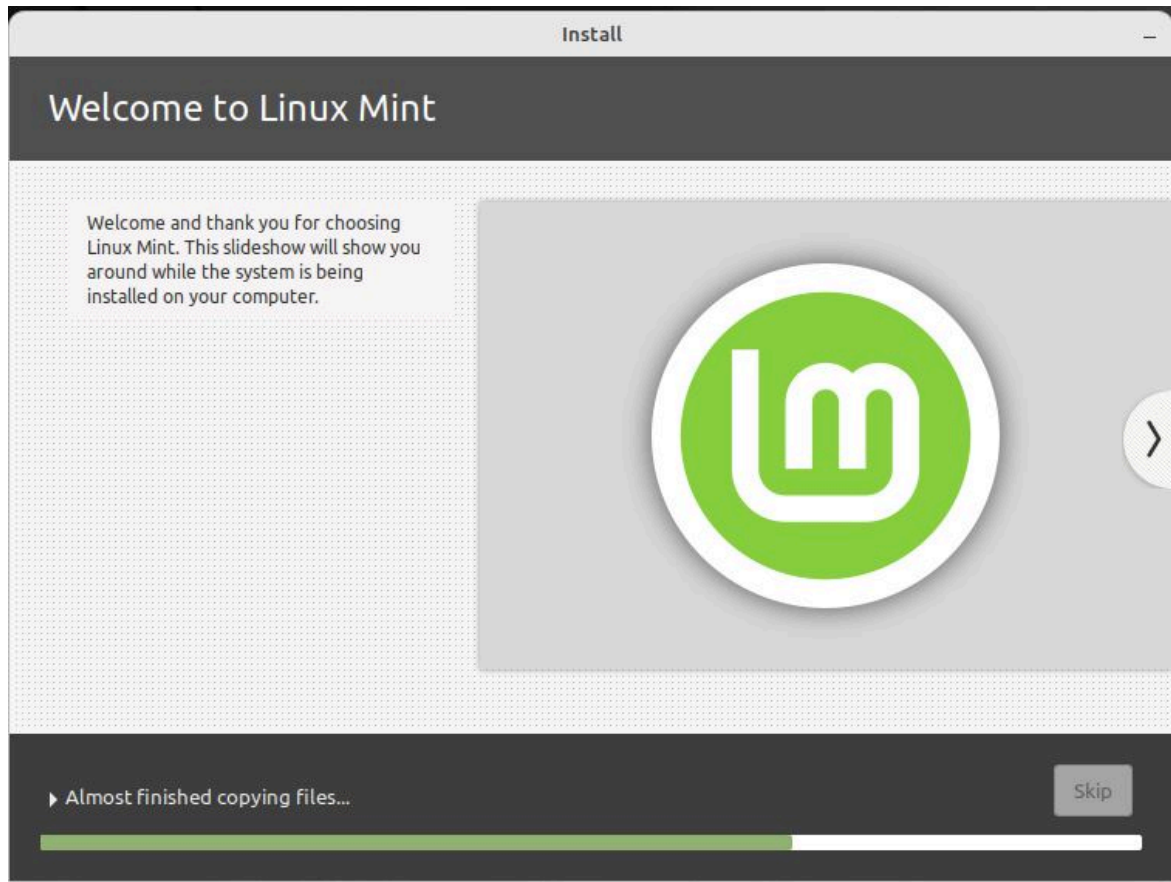 Install
Welcome to Linux Mint
Welcome and thank you for choosing
Linux Mint. This slideshow will show you
around while the system is being
installed on your computer.
lm
Almost finished copying files...
Skip